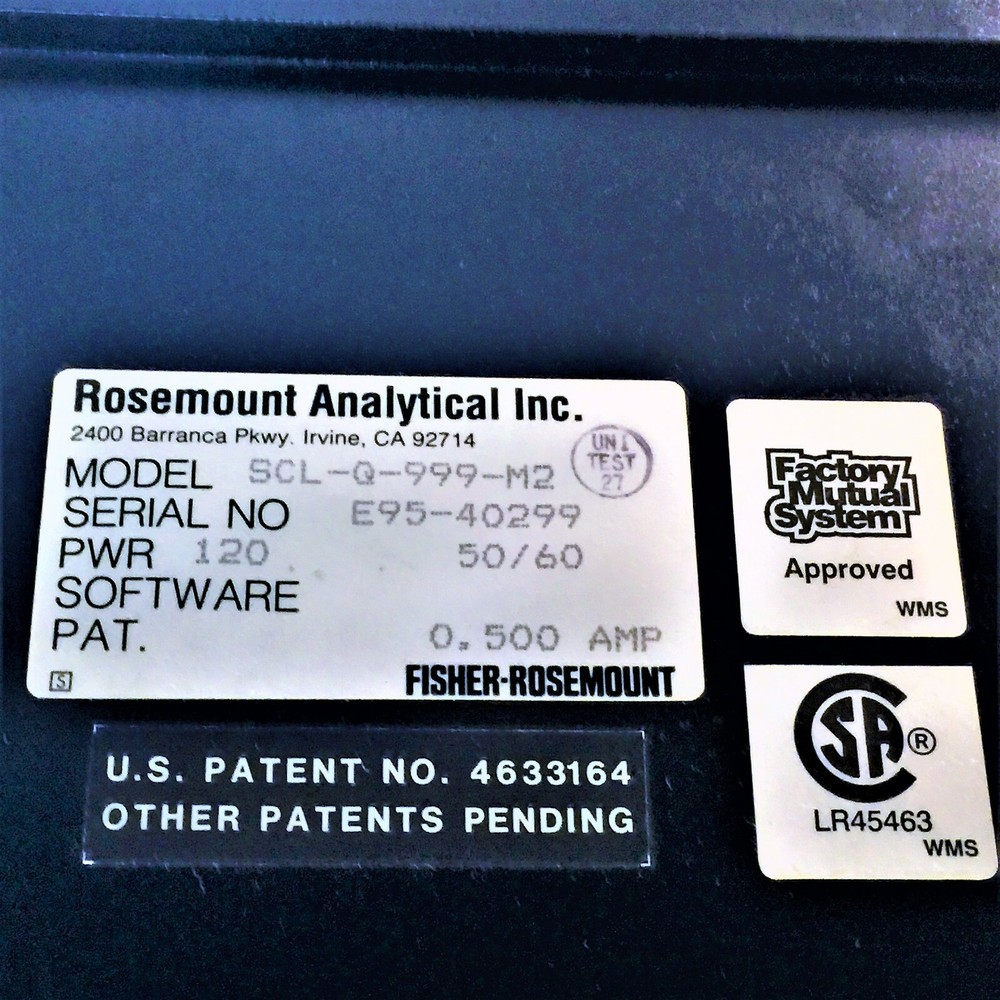 Rosemount Analytical Inc.
2400 Barranca Pkwy. Irvine, CA 92714
MODEL SCL-Q-999-M2
UNI
TEST
27
SERIAL NO E95-40299
PWR 120 50/60
SOFTWARE
PAT. 0.500 AMP
S
FISHER-ROSEMOUNT
U.S. PATENT NO. 4633164
OTHER PATENTS PENDING
Factory
Mutual
System
Approved
WMS
CSA ®
LR45463
WMS